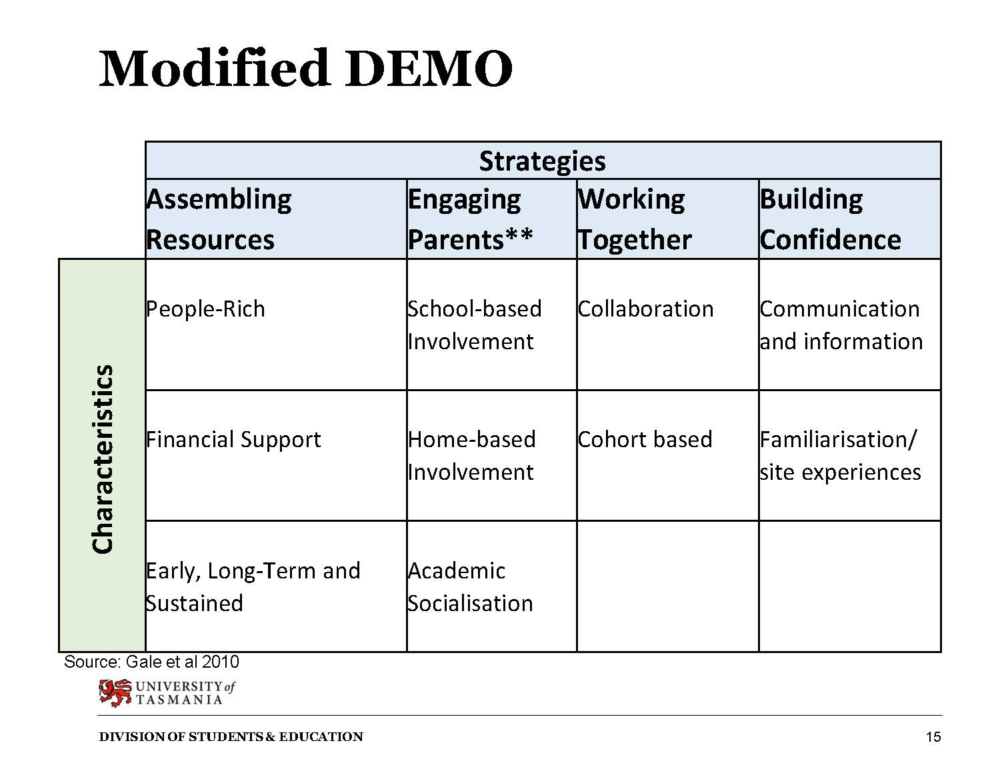 Modified DEMO
Strategies
Assembling
Resources
Engaging
Parents**
Working
Together
Building
Confidence
Characteristics
People-Rich
School-based
Involvement
Collaboration
Communication
and information
Financial Support
Home-based
Involvement
Cohort based
Familiarisation/
site experiences
Early, Long-Term and
Sustained
Academic
Socialisation
Source: Gale et al 2010
UNIVERSITY of
TASMANIA
DIVISION OF STUDENTS & EDUCATION
15